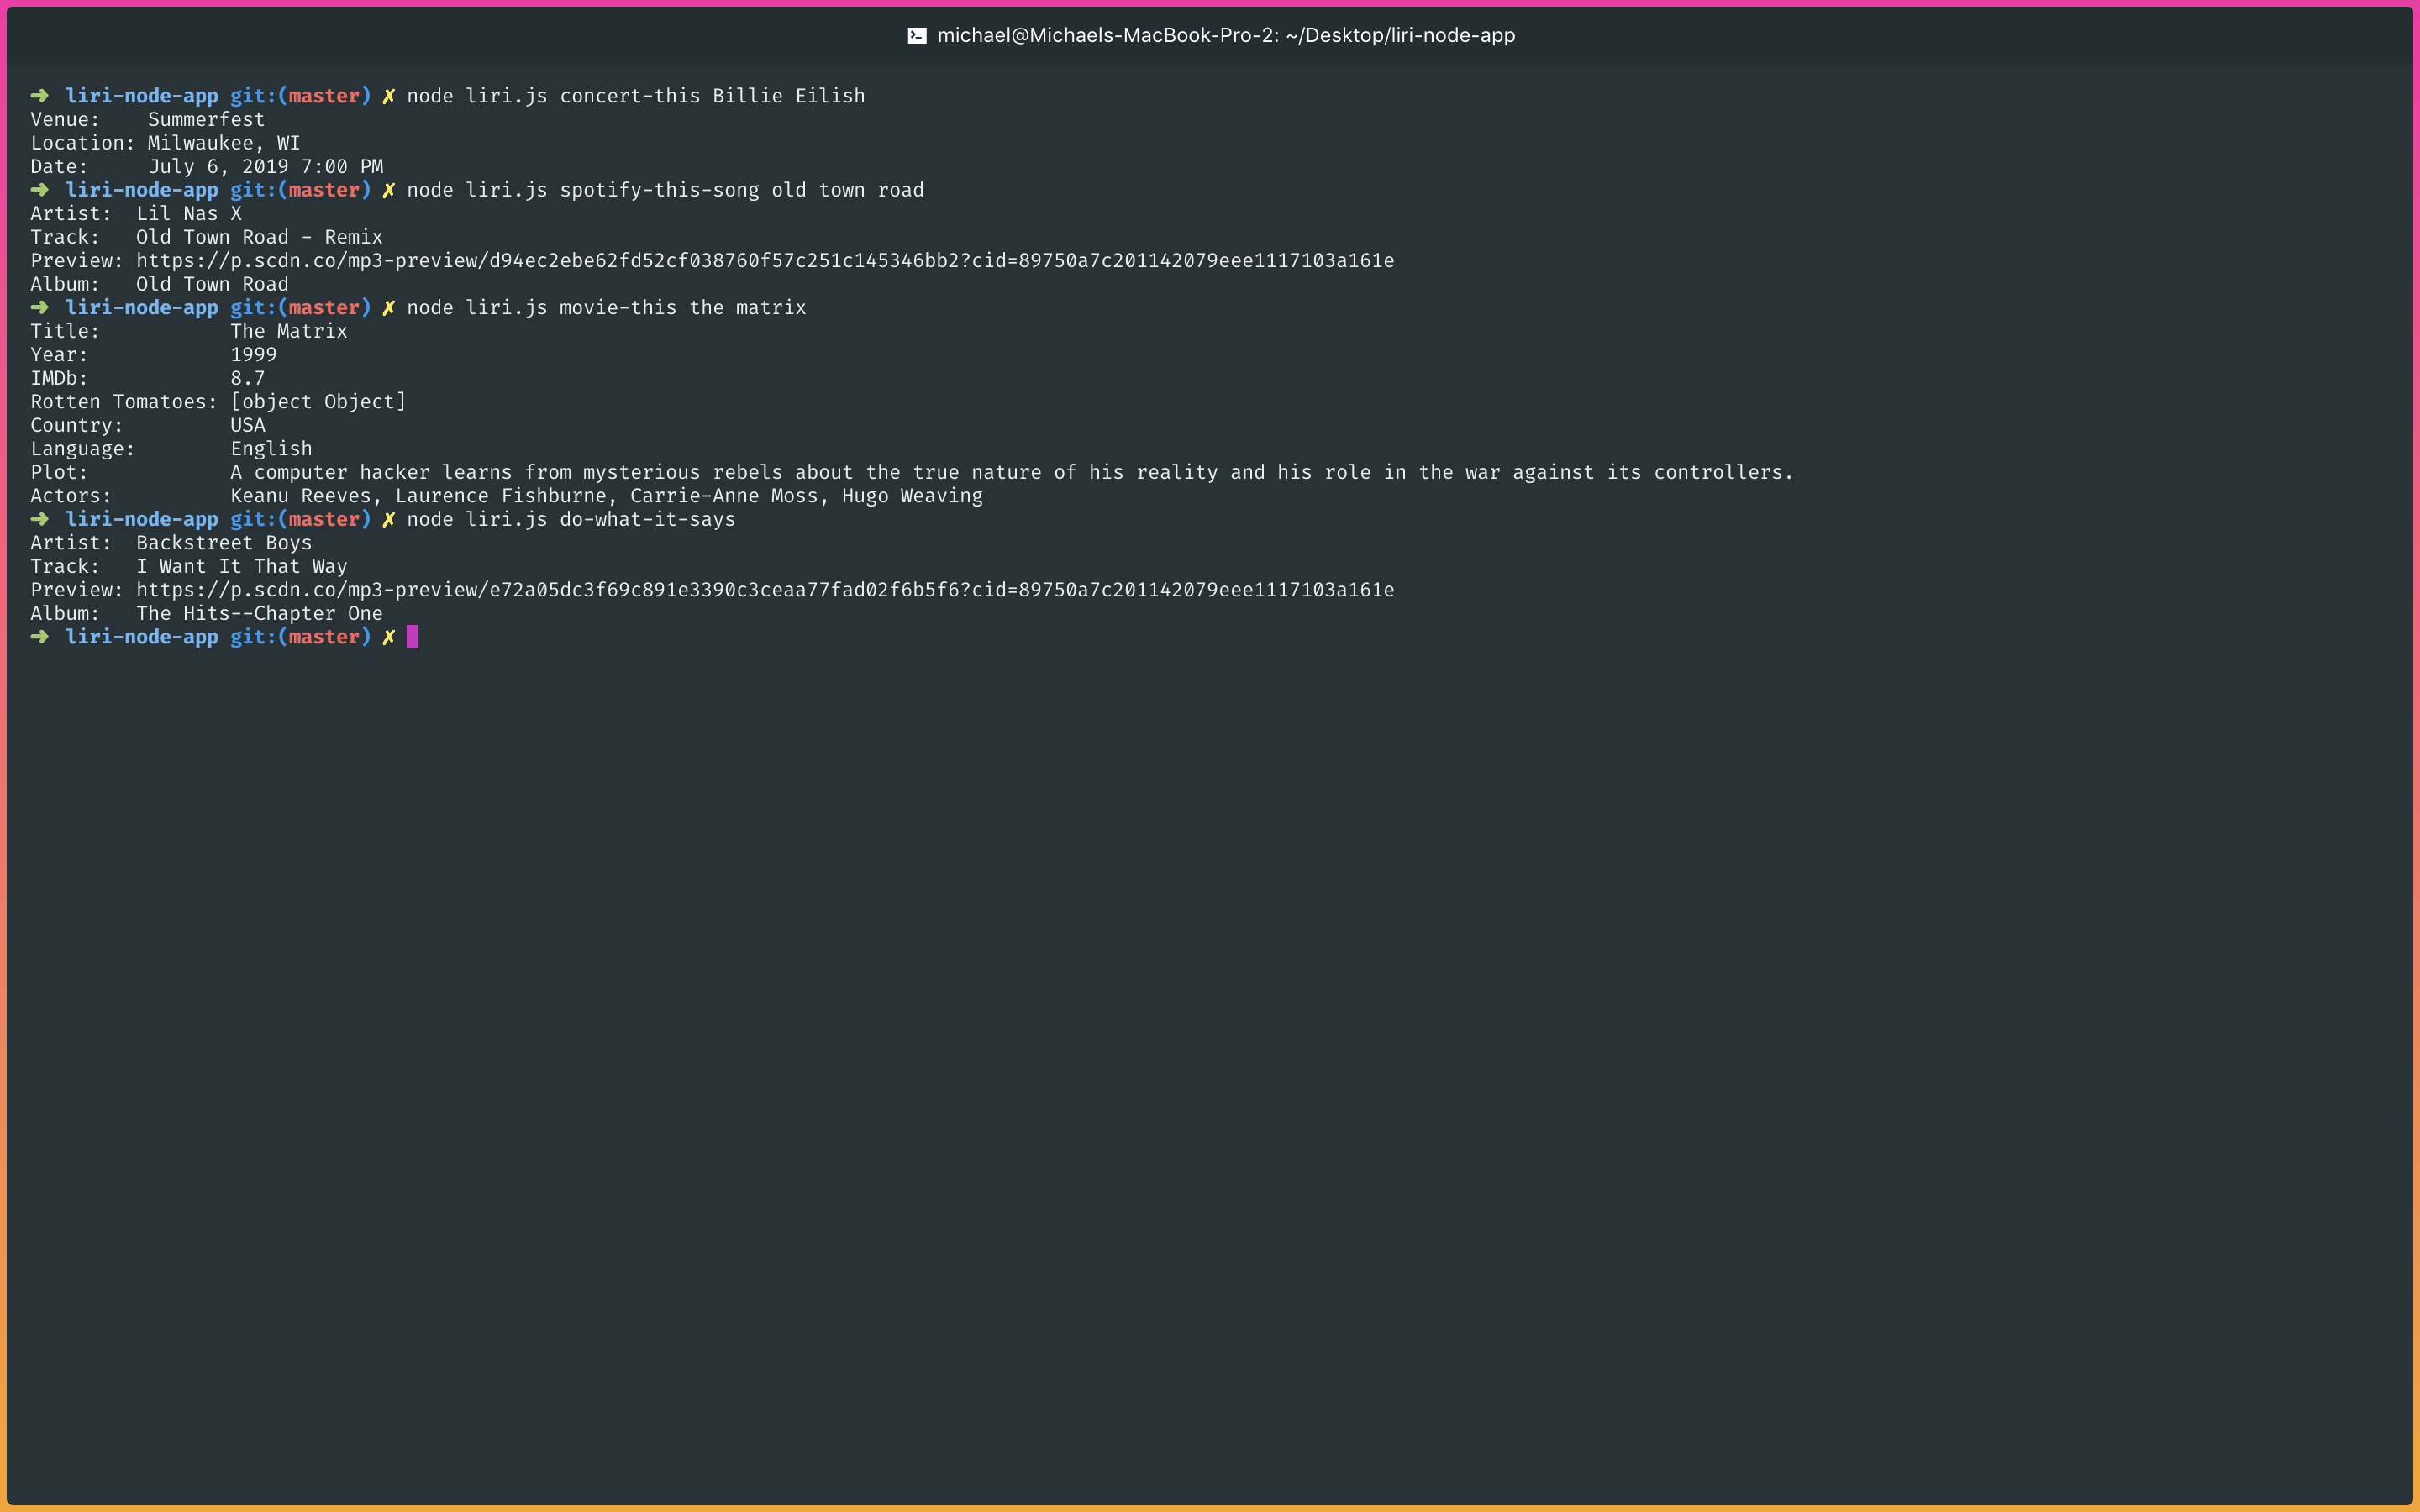 michael@Michaels-MacBook-Pro-2: ~/Desktop/liri-node-app
➜  liri-node-app git:(master) ✗ node liri.js concert-this Billie Eilish
Venue:    Summerfest
Location: Milwaukee, WI
Date:     July 6, 2019 7:00 PM
➜  liri-node-app git:(master) ✗ node liri.js spotify-this-song old town road
Artist:  Lil Nas X
Track:   Old Town Road - Remix
Preview: https://p.scdn.co/mp3-preview/d94ec2ebe62fd52cf038760f57c251c145346bb2?cid=89750a7c201142079eee1117103a161e
Album:   Old Town Road
➜  liri-node-app git:(master) ✗ node liri.js movie-this the matrix
Title:           The Matrix
Year:            1999
IMDb:            8.7
Rotten Tomatoes: [object Object]
Country:         USA
Language:        English
Plot:            A computer hacker learns from mysterious rebels about the true nature of his reality and his role in the war against its controllers.
Actors:          Keanu Reeves, Laurence Fishburne, Carrie-Anne Moss, Hugo Weaving
➜  liri-node-app git:(master) ✗ node liri.js do-what-it-says
Artist:  Backstreet Boys
Track:   I Want It That Way
Preview: https://p.scdn.co/mp3-preview/e72a05dc3f69c891e3390c3ceaa77fad02f6b5f6?cid=89750a7c201142079eee1117103a161e
Album:   The Hits--Chapter One
➜  liri-node-app git:(master) ✗